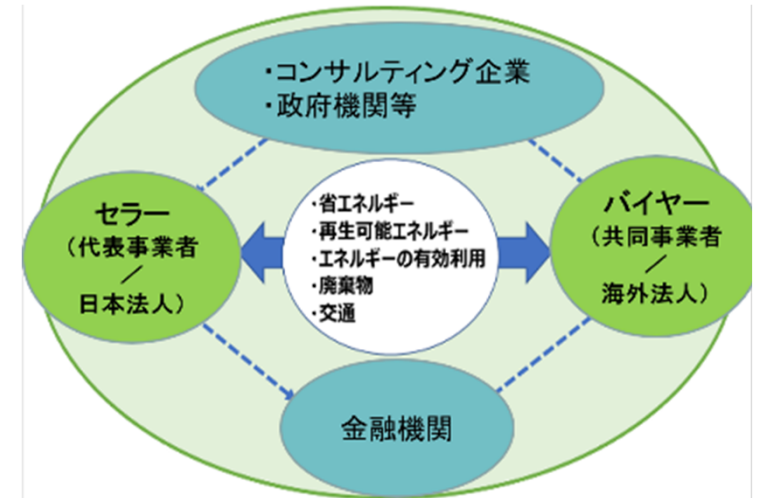 ・コンサルティング企業
・政府機関等
セラー
（代表事業者
／
日本法人）
・省エネルギー
・再生可能エネルギー
・エネルギーの有効利用
・廃棄物
・交通
バイヤー
（共同事業者
／
海外法人）
金融機関